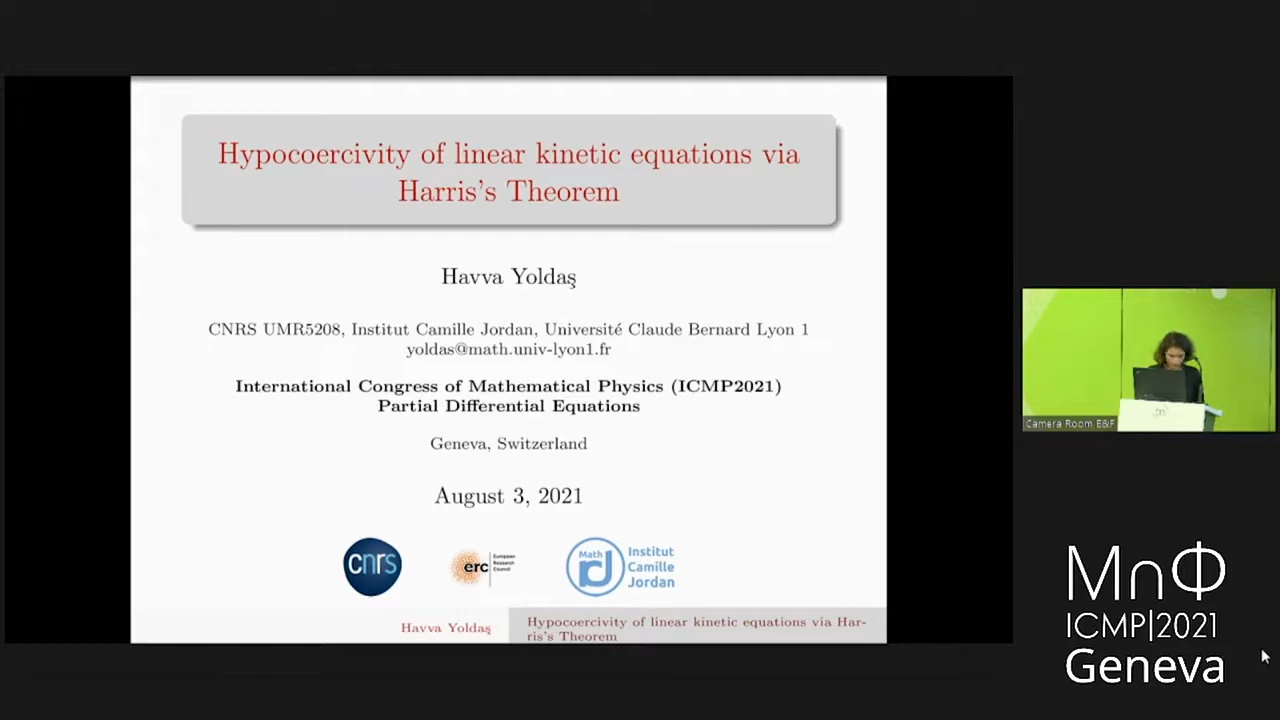 Hypocoercivity of linear kinetic equations via
Harris's Theorem
Havva Yoldaş
CNRS UMR5208, Institut Camille Jordan, Université Claude Bernard Lyon 1
yoldas@math.univ-lyon1.fr
International Congress of Mathematical Physics (ICMP2021)
Partial Differential Equations
Geneva, Switzerland
August 3, 2021
cnrs
erc
European
Research
Council
Math
Institut
Camille
Jordan
Havva Yoldaş
Hypocoercivity of linear kinetic equations via Har-
ris's Theorem
Camera Room E&F
MηΦ
ICMP|2021
Geneva